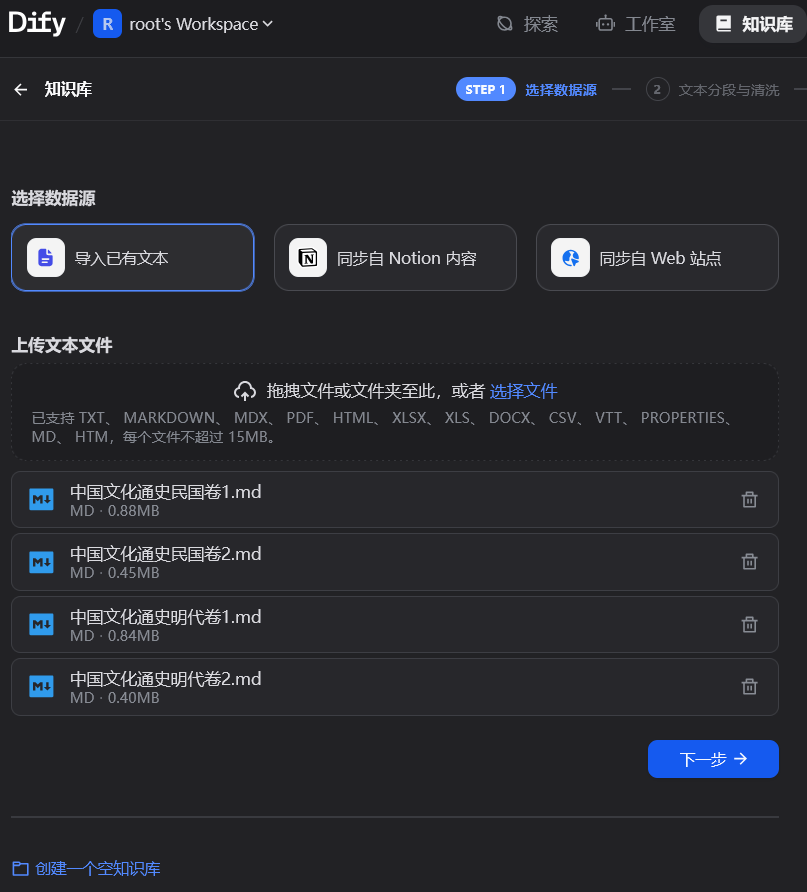 Dify / R root's Workspace 探索 工作室 知识库
知识库 STEP 1 选择数据源 2 文本分段与清洗
选择数据源
导入已有文本 同步自 Notion 内容 同步自 Web 站点
上传文本文件
拖拽文件或文件夹至此，或者 选择文件
已支持 TXT、 MARKDOWN、 MDX、 PDF、 HTML、 XLSX、 XLS、 DOCX、 CSV、 VTT、 PROPERTIES、
MD、 HTM，每个文件不超过 15MB。
中国文化通史民国卷1.md
MD · 0.88MB
中国文化通史民国卷2.md
MD · 0.45MB
中国文化通史明代卷1.md
MD · 0.84MB
中国文化通史明代卷2.md
MD · 0.40MB
下一步
创建一个空知识库